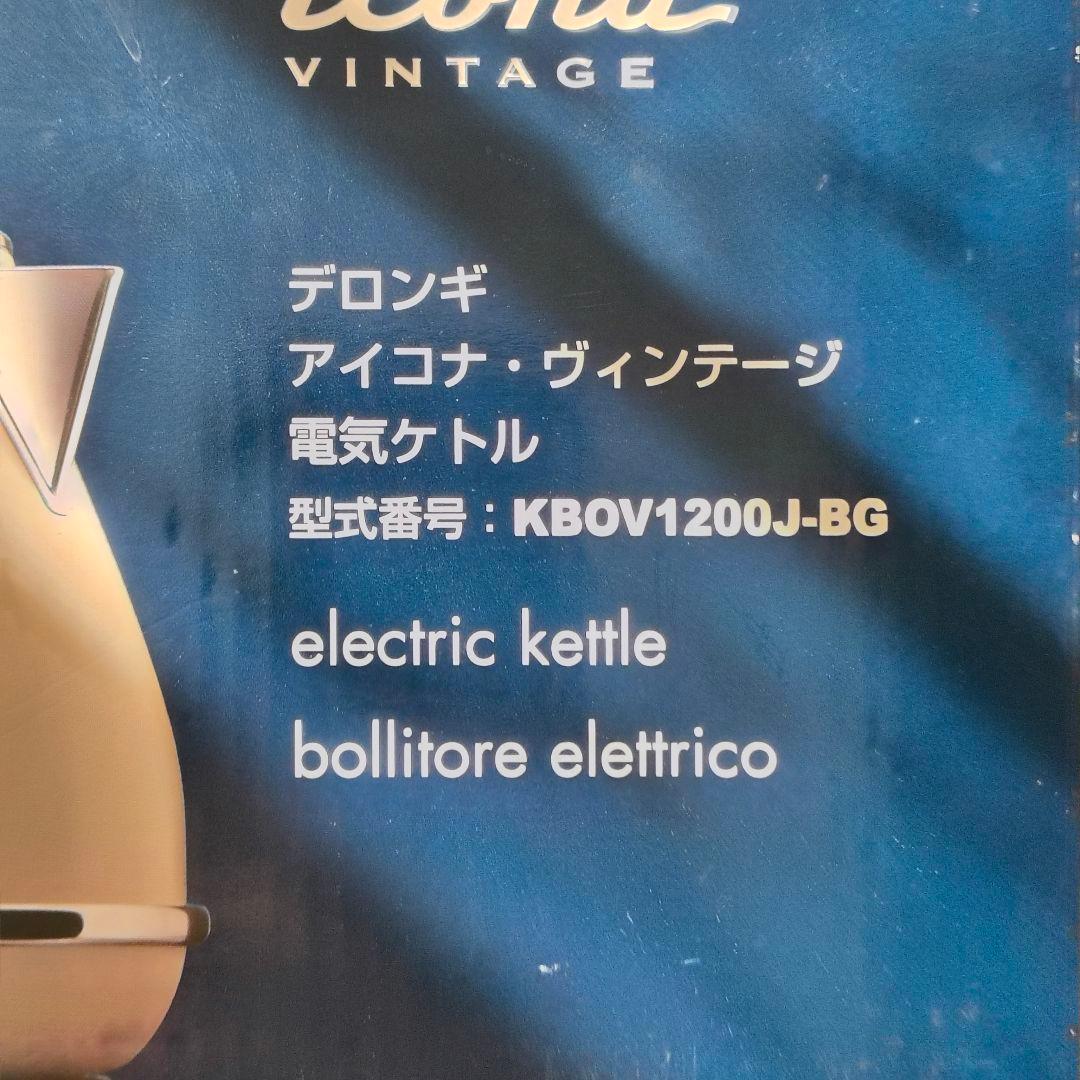 icona
VINTAGE
デロンギ
アイコナ・ヴィンテージ
電気ケトル
型式番号：KBOV1200J-BG
electric kettle
bollitore elettrico